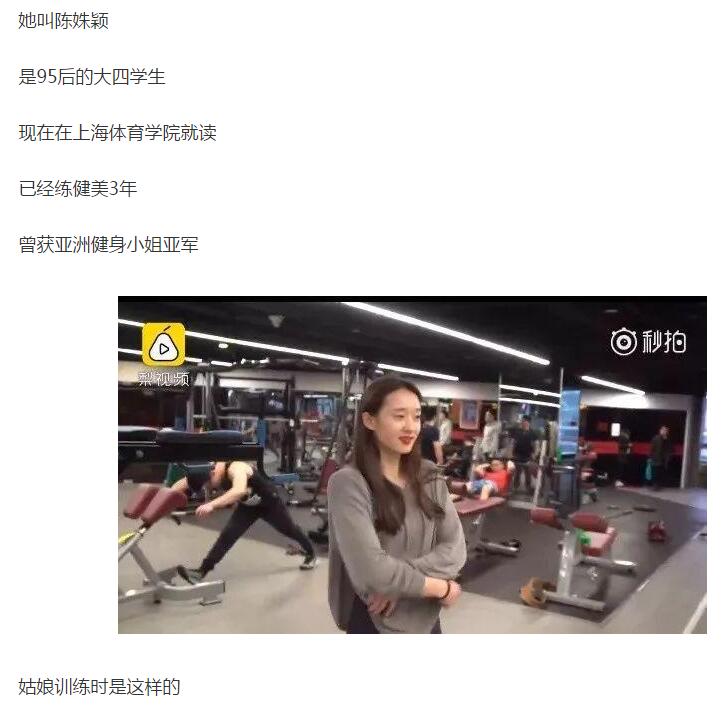 她叫陈姝颖
是95后的大四学生
现在在上海体育学院就读
已经练健美3年
曾获亚洲健身小姐亚军
秒拍
梨视频
姑娘训练时是这样的